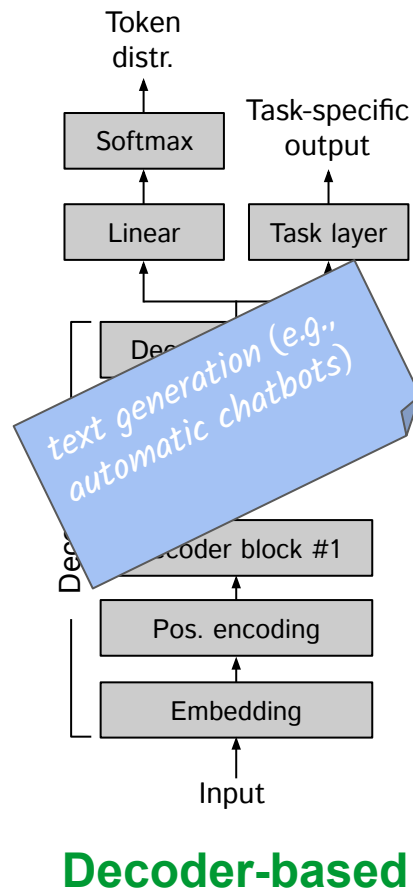 Token
distr.
Softmax
Task-specific
output
Linear
Task layer
text generation (e.g.,
automatic chatbots)
block #1
Pos. encoding
Embedding
Input
Decoder-based